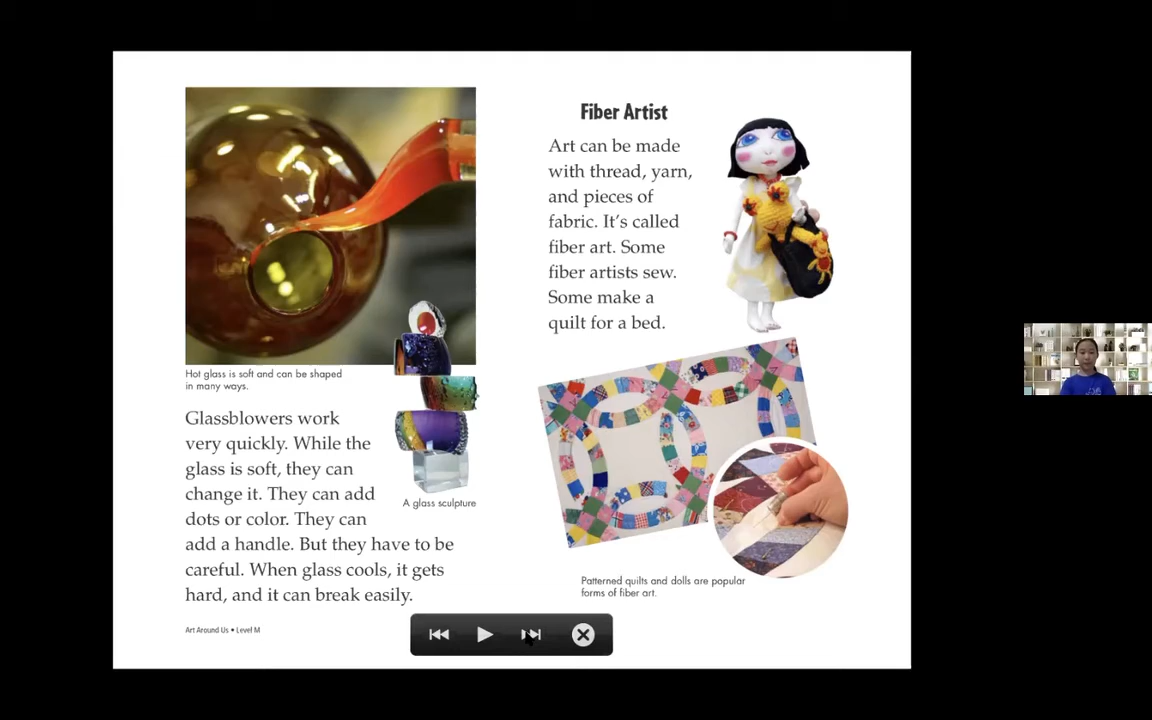 Hot glass is soft and can be shaped
in many ways.
Glassblowers work
very quickly. While the
glass is soft, they can
change it. They can add
dots or color. They can
add a handle. But they have to be
careful. When glass cools, it gets
hard, and it can break easily.
A glass sculpture
Art Around Us • Level M
Fiber Artist
Art can be made
with thread, yarn,
and pieces of
fabric. It's called
fiber art. Some
fiber artists sew.
Some make a
quilt for a bed.
Patterned quilts and dolls are popular
forms of fiber art.